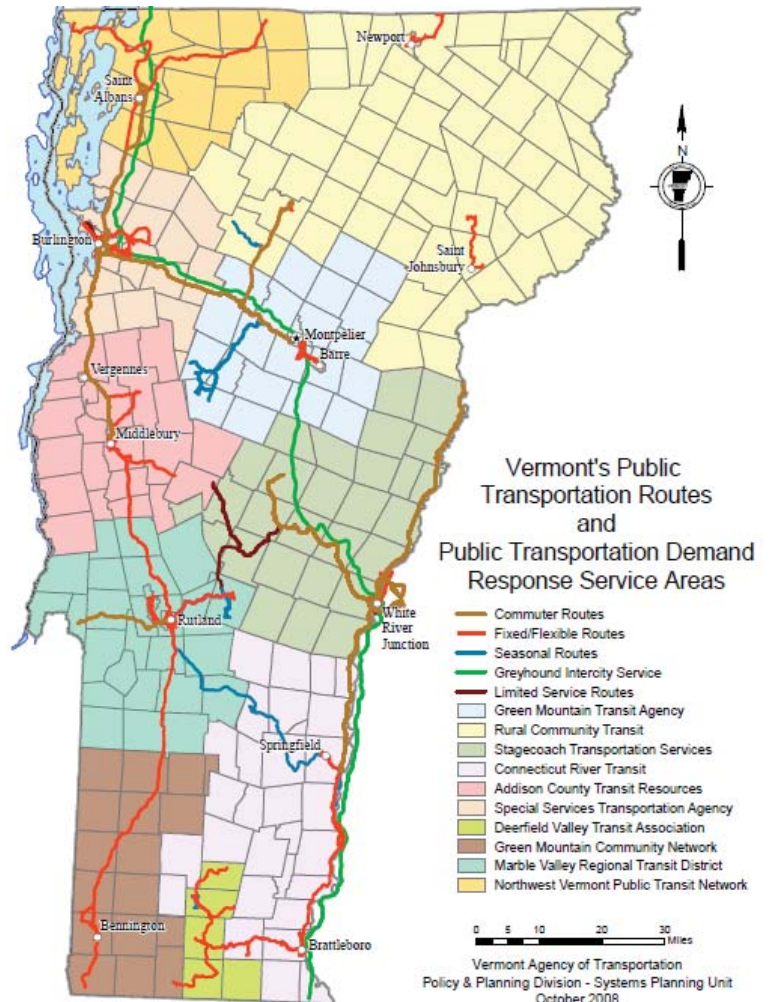 Newport
Saint
Albans
N
Burlington
Saint
Johnsbury
Montpelier
Barre
Vergennes
Middlebury
Vermont's Public
Transportation Routes
and
Public Transportation Demand
Response Service Areas
Commuter Routes
Fixed/Flexible Routes
Seasonal Routes
Greyhound Intercity Service
Limited Service Routes
Green Mountain Transit Agency
Rural Community Transit
Stagecoach Transportation Services
Connecticut River Transit
Addison County Transit Resources
Special Services Transportation Agency
Deerfield Valley Transit Association
Green Mountain Community Network
Marble Valley Regional Transit District
Northwest Vermont Public Transit Network
Rutland
White
River
Junction
Springfield
Bennington
Brattleboro
0 5 10 20 30
Miles
Vermont Agency of Transportation
Policy & Planning Division - Systems Planning Unit
October 2008